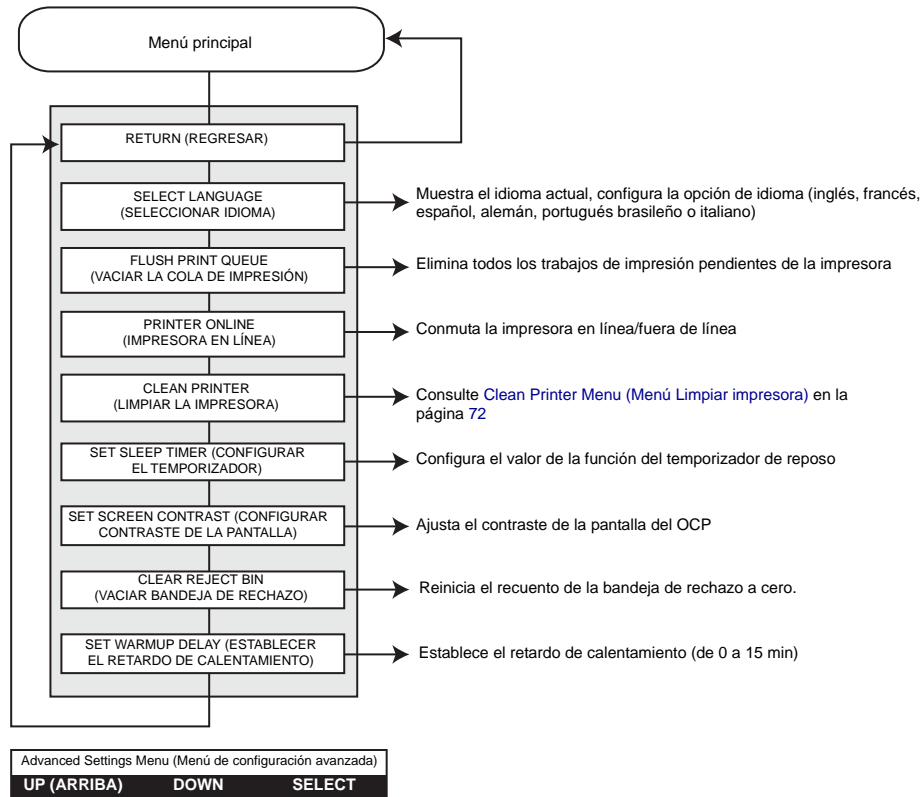 Menú principal
RETURN (REGRESAR)
SELECT LANGUAGE
(SELECCIONAR IDIOMA)
Muestra el idioma actual, configura la opción de idioma (inglés, francés,
español, alemán, portugués brasileño o italiano)
FLUSH PRINT QUEUE
(VACIAR LA COLA DE IMPRESIÓN)
Elimina todos los trabajos de impresión pendientes de la impresora
PRINTER ONLINE
(IMPRESORA EN LÍNEA)
Conmuta la impresora en línea/fuera de línea
CLEAN PRINTER
(LIMPIAR LA IMPRESORA)
Consulte Clean Printer Menu (Menú Limpiar impresora) en la
página 72
SET SLEEP TIMER (CONFIGURAR
EL TEMPORIZADOR)
Configura el valor de la función del temporizador de reposo
SET SCREEN CONTRAST (CONFIGURAR
CONTRASTE DE LA PANTALLA)
Ajusta el contraste de la pantalla del OCP
CLEAR REJECT BIN
(VACIAR BANDEJA DE RECHAZO)
Reinicia el recuento de la bandeja de rechazo a cero.
SET WARMUP DELAY (ESTABLECER
EL RETARDO DE CALENTAMIENTO)
Establece el retardo de calentamiento (de 0 a 15 min)
Advanced Settings Menu (Menú de configuración avanzada)
UP (ARRIBA) DOWN SELECT